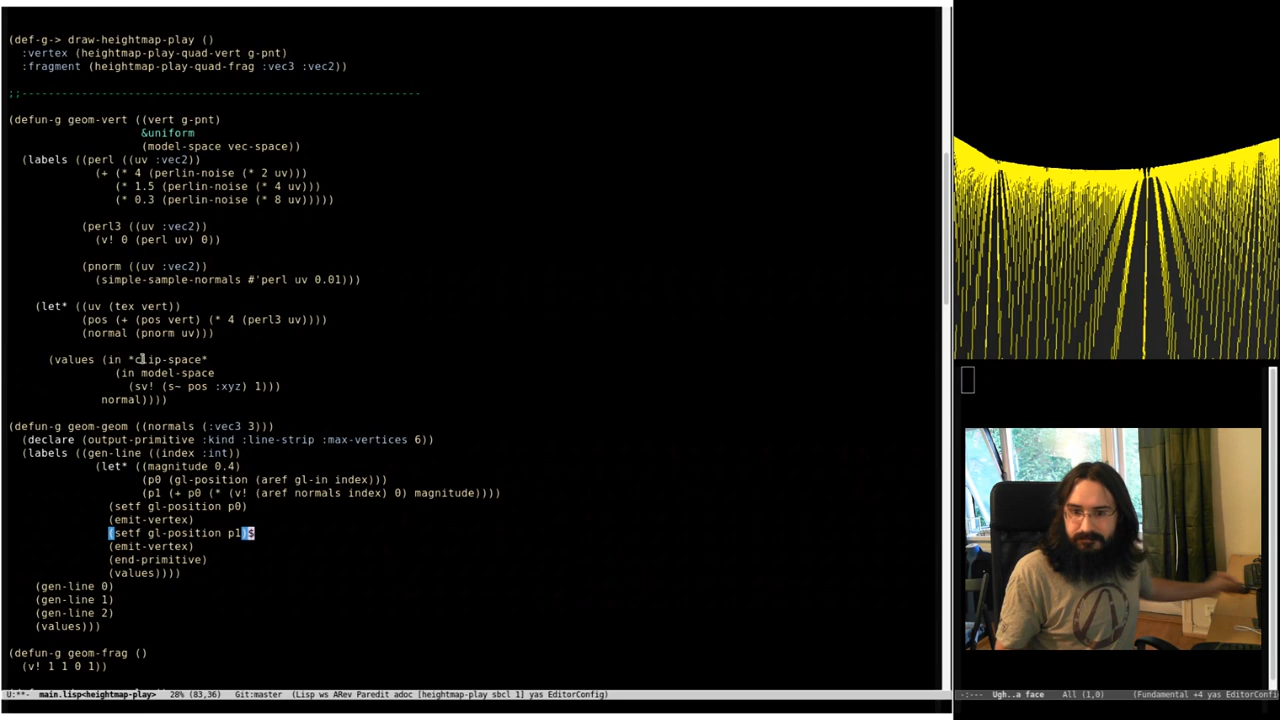 (def-g-> draw-heightmap-play ()
:vertex (heightmap-play-quad-vert g-pnt)
:fragment (heightmap-play-quad-frag :vec3 :vec2))
;;------------------------------------------------------------
(defun-g geom-vert ((vert g-pnt)
&uniform
(model-space vec-space))
(labels ((perl ((uv :vec2))
(+ (* 4 (perlin-noise (* 2 uv)))
(* 1.5 (perlin-noise (* 4 uv)))
(* 0.3 (perlin-noise (* 8 uv)))))
(perl3 ((uv :vec2))
(v! 0 (perl uv) 0))
(pnorm ((uv :vec2))
(simple-sample-normals #'perl uv 0.01)))
(let* ((uv (tex vert))
(pos (+ (pos vert) (* 4 (perl3 uv))))
(normal (pnorm uv)))
(values (in *clip-space*
(in model-space
(sv! (s~ pos :xyz) 1)))
normal))))
(defun-g geom-geom ((normals (:vec3 3)))
(declare (output-primitive :kind :line-strip :max-vertices 6))
(labels ((gen-line ((index :int))
(let* ((magnitude 0.4)
(p0 (gl-position (aref gl-in index)))
(p1 (+ p0 (* (v! (aref normals index) 0) magnitude))))
(setf gl-position p0)
(emit-vertex)
(setf gl-position p1)$
(emit-vertex)
(end-primitive)
(values))))
(gen-line 0)
(gen-line 1)
(gen-line 2)
(values)))
(defun-g geom-frag ()
(v! 1 1 0 1))
U:**- main.lisp<heightmap-play> 28% (83,36) Git:master (Lisp ws ARev Paredit adoc [heightmap-play sbcl 1] yas EditorConfig)
-:--- Ugh..a face All (1,0) (Fundamental +4 yas EditorConfi